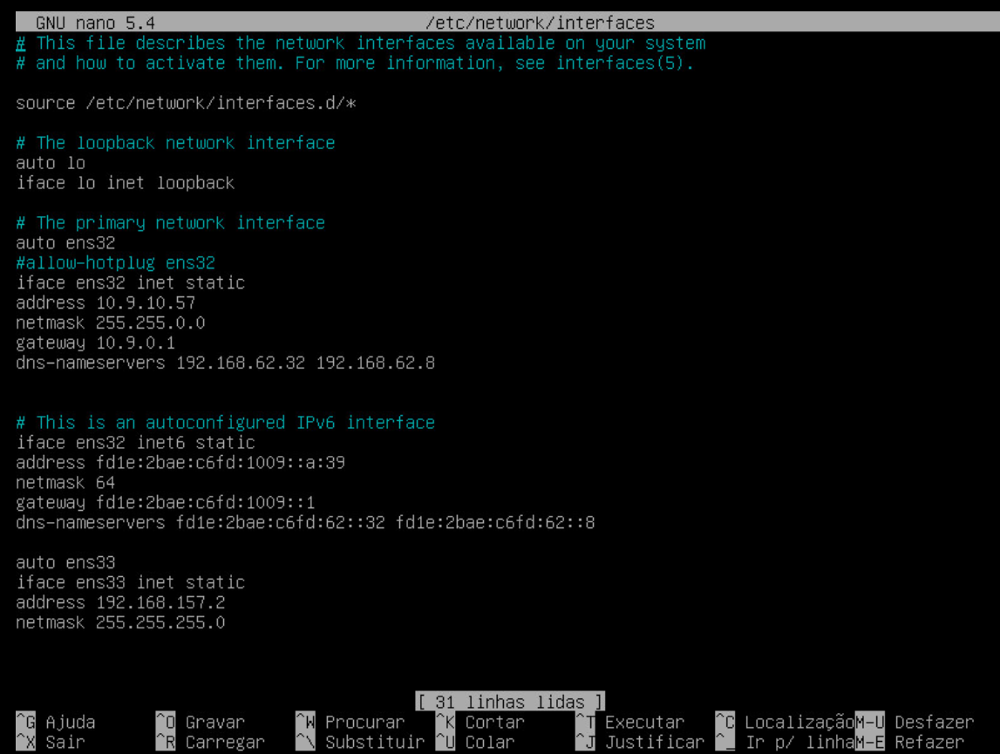 GNU nano 5.4 /etc/network/interfaces
# This file describes the network interfaces available on your system
# and how to activate them. For more information, see interfaces(5).
source /etc/network/interfaces.d/*
# The loopback network interface
auto lo
iface lo inet loopback
# The primary network interface
auto ens32
#allow-hotplug ens32
iface ens32 inet static
address 10.9.10.57
netmask 255.255.0.0
gateway 10.9.0.1
dns-nameservers 192.168.62.32 192.168.62.8
# This is an autoconfigured IPv6 interface
iface ens32 inet6 static
address fd1e:2bae:c6fd:1009::a:39
netmask 64
gateway fd1e:2bae:c6fd:1009::1
dns-nameservers fd1e:2bae:c6fd:62::32 fd1e:2bae:c6fd:62::8
auto ens33
iface ens33 inet static
address 192.168.157.2
netmask 255.255.255.0
[ 31 linhas lidas ]
^G Ajuda ^O Gravar ^W Procurar ^K Cortar ^T Executar ^C Localização M-U Desfazer
^X Sair ^R Carregar ^\ Substituir ^U Colar ^J Justificar ^_ Ir p/ linha M-E Refazer